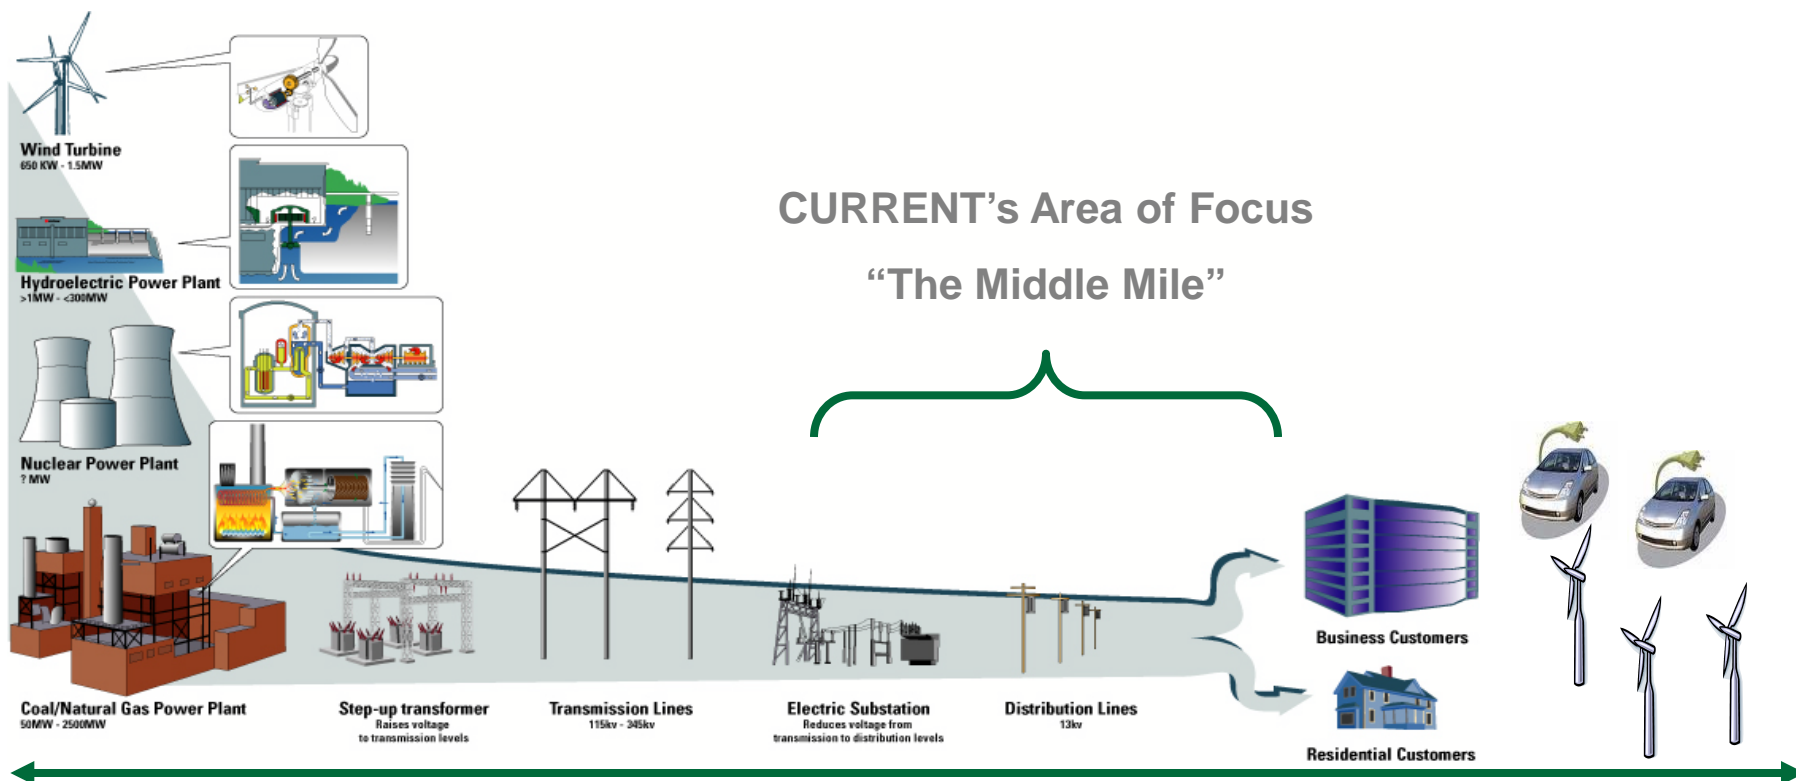 Wind Turbine
650 KW - 1.5MW
Hydroelectric Power Plant
>1MW - <300MW
Nuclear Power Plant
? MW
Coal/Natural Gas Power Plant
50MW - 2500MW
CURRENT’s Area of Focus
“The Middle Mile”
Step-up transformer
Raises voltage
to transmission levels
Transmission Lines
115kv - 345kv
Electric Substation
Reduces voltage from
transmission to distribution levels
Distribution Lines
13kv
Business Customers
Residential Customers